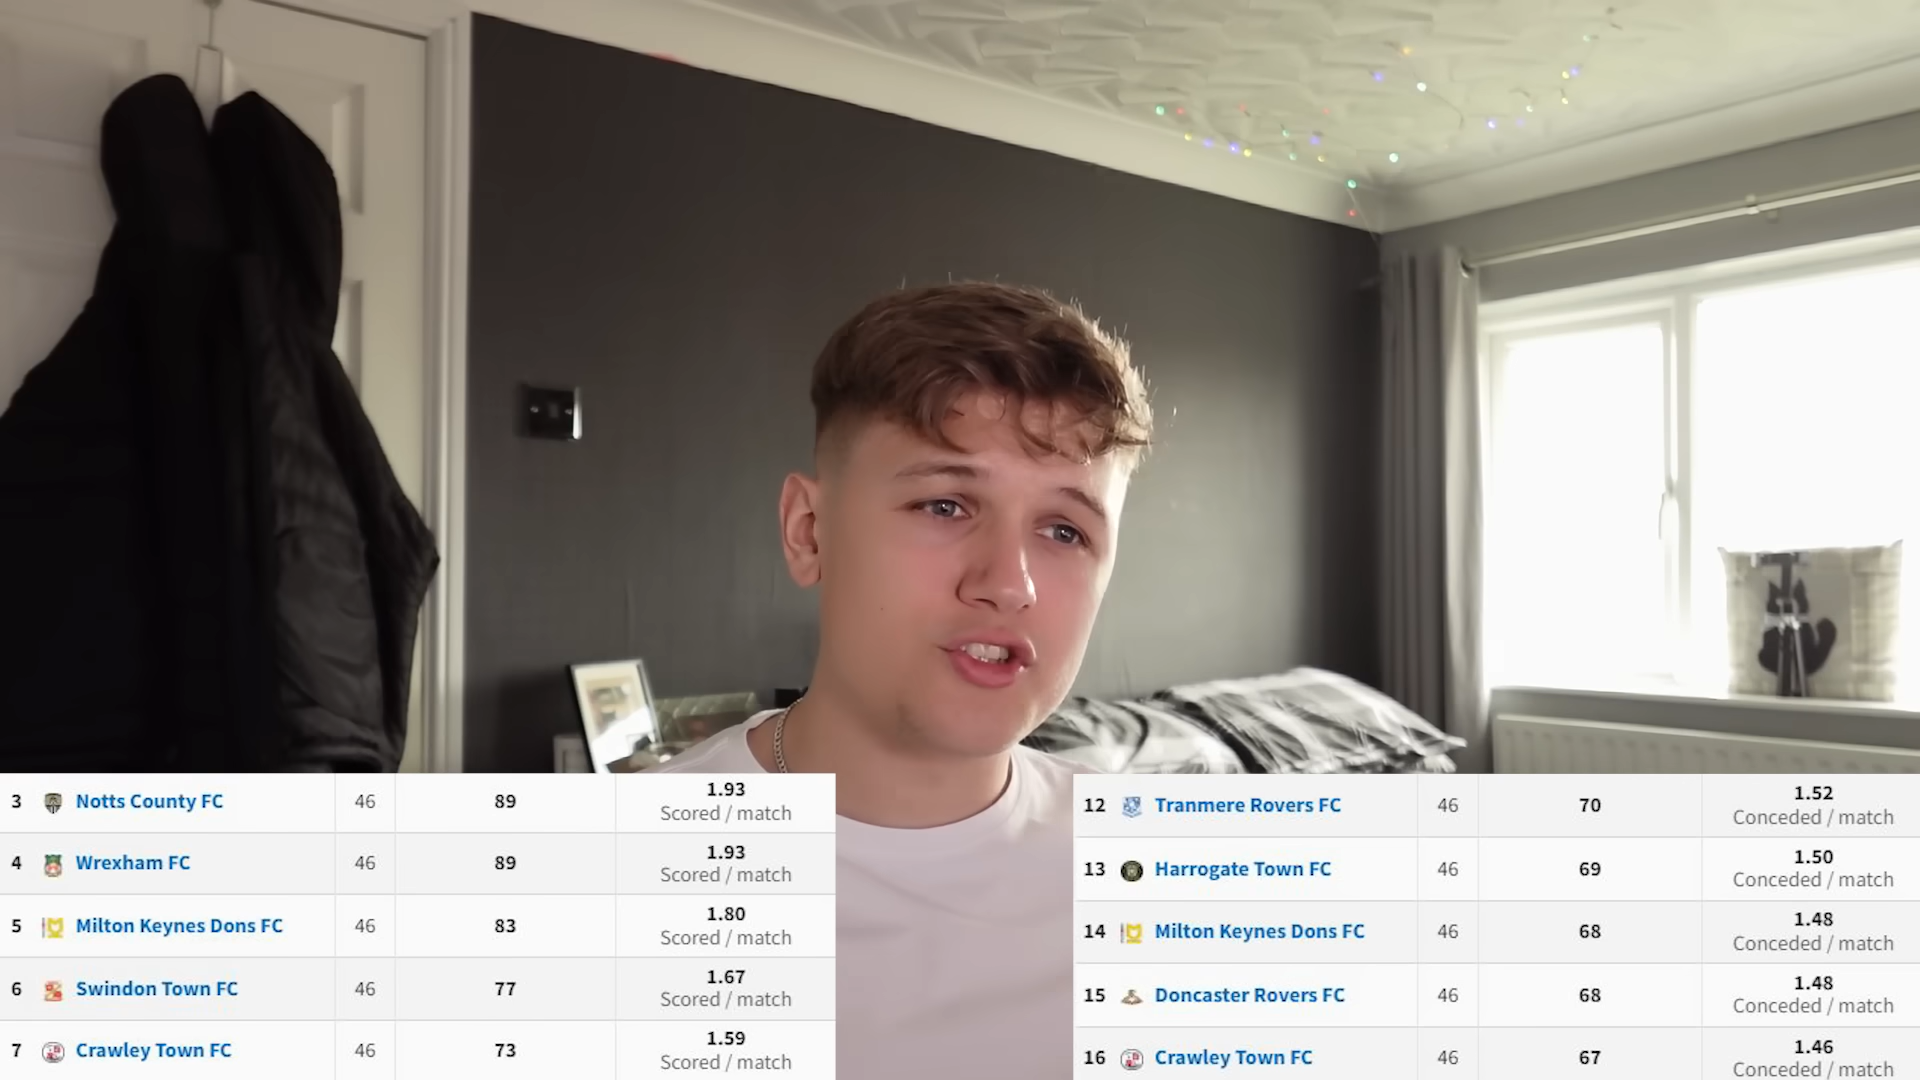 3 Notts County FC 46 89 1.93 Scored / match
4 Wrexham FC 46 89 1.93 Scored / match
5 Milton Keynes Dons FC 46 83 1.80 Scored / match
6 Swindon Town FC 46 77 1.67 Scored / match
7 Crawley Town FC 46 73 1.59 Scored / match
12 Tranmere Rovers FC 46 70 1.52 Conceded / match
13 Harrogate Town FC 46 69 1.50 Conceded / match
14 Milton Keynes Dons FC 46 68 1.48 Conceded / match
15 Doncaster Rovers FC 46 68 1.48 Conceded / match
16 Crawley Town FC 46 67 1.46 Conceded / match